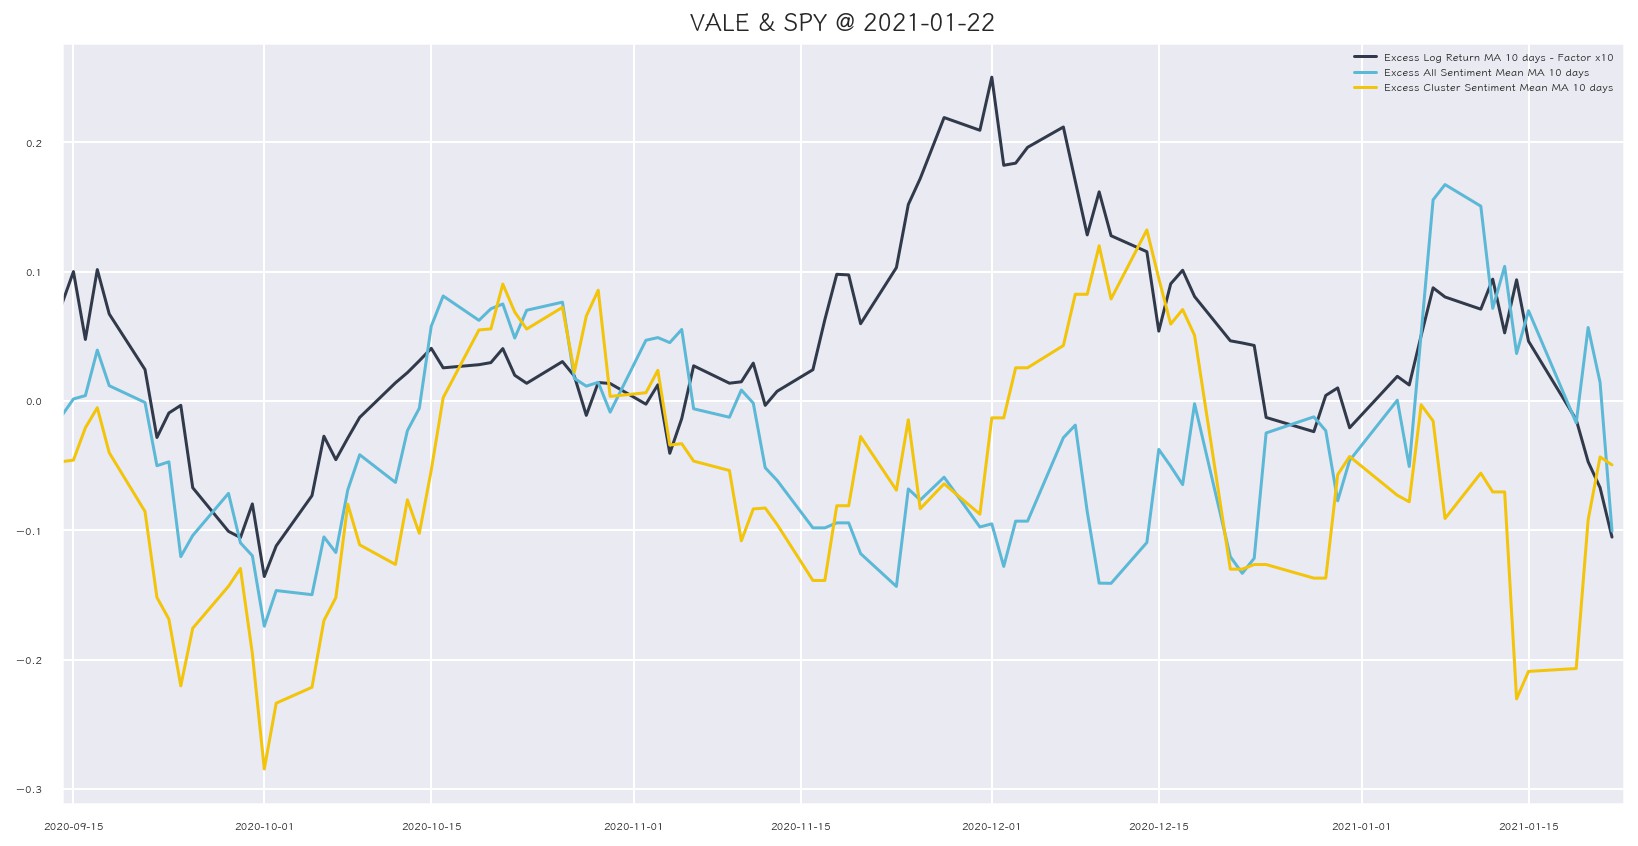 VALE & SPY @ 2021-01-22
Excess Log Return MA 10 days - Factor x10
Excess All Sentiment Mean MA 10 days
Excess Cluster Sentiment Mean MA 10 days
0.2
0.1
0.0
−0.1
−0.2
−0.3
2020-09-15 2020-10-01 2020-10-15 2020-11-01 2020-11-15 2020-12-01 2020-12-15 2021-01-01 2021-01-15